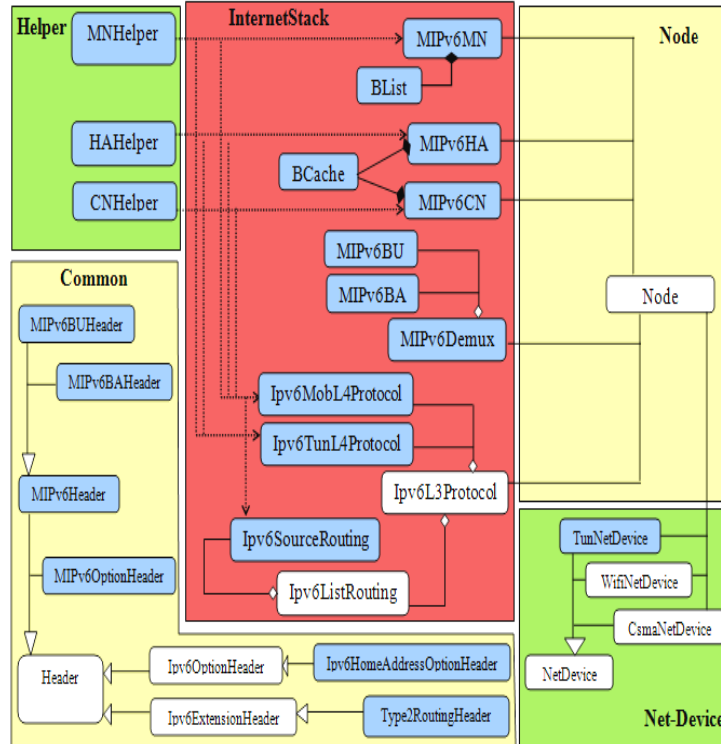 Helper
MNHelper
HAHelper
CNHelper
InternetStack
MIPv6MN
BList
MIPv6HA
BCache
MIPv6CN
MIPv6BU
MIPv6BA
MIPv6Demux
Ipv6MobL4Protocol
Ipv6TunL4Protocol
Ipv6L3Protocol
Ipv6SourceRouting
Ipv6ListRouting
Node
Node
Common
MIPv6BUHeader
MIPv6BAHeader
MIPv6Header
MIPv6OptionHeader
Header
Ipv6OptionHeader
Ipv6HomeAddressOptionHeader
Ipv6ExtensionHeader
Type2RoutingHeader
TunNetDevice
WifiNetDevice
CsmaNetDevice
NetDevice
Net-Device